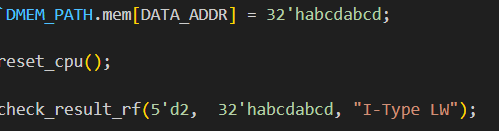 `DMEM_PATH.mem[DATA_ADDR] = 32'habcdabcd;
reset_cpu();
check_result_rf(5'd2,  32'habcdabcd, "I-Type LW");